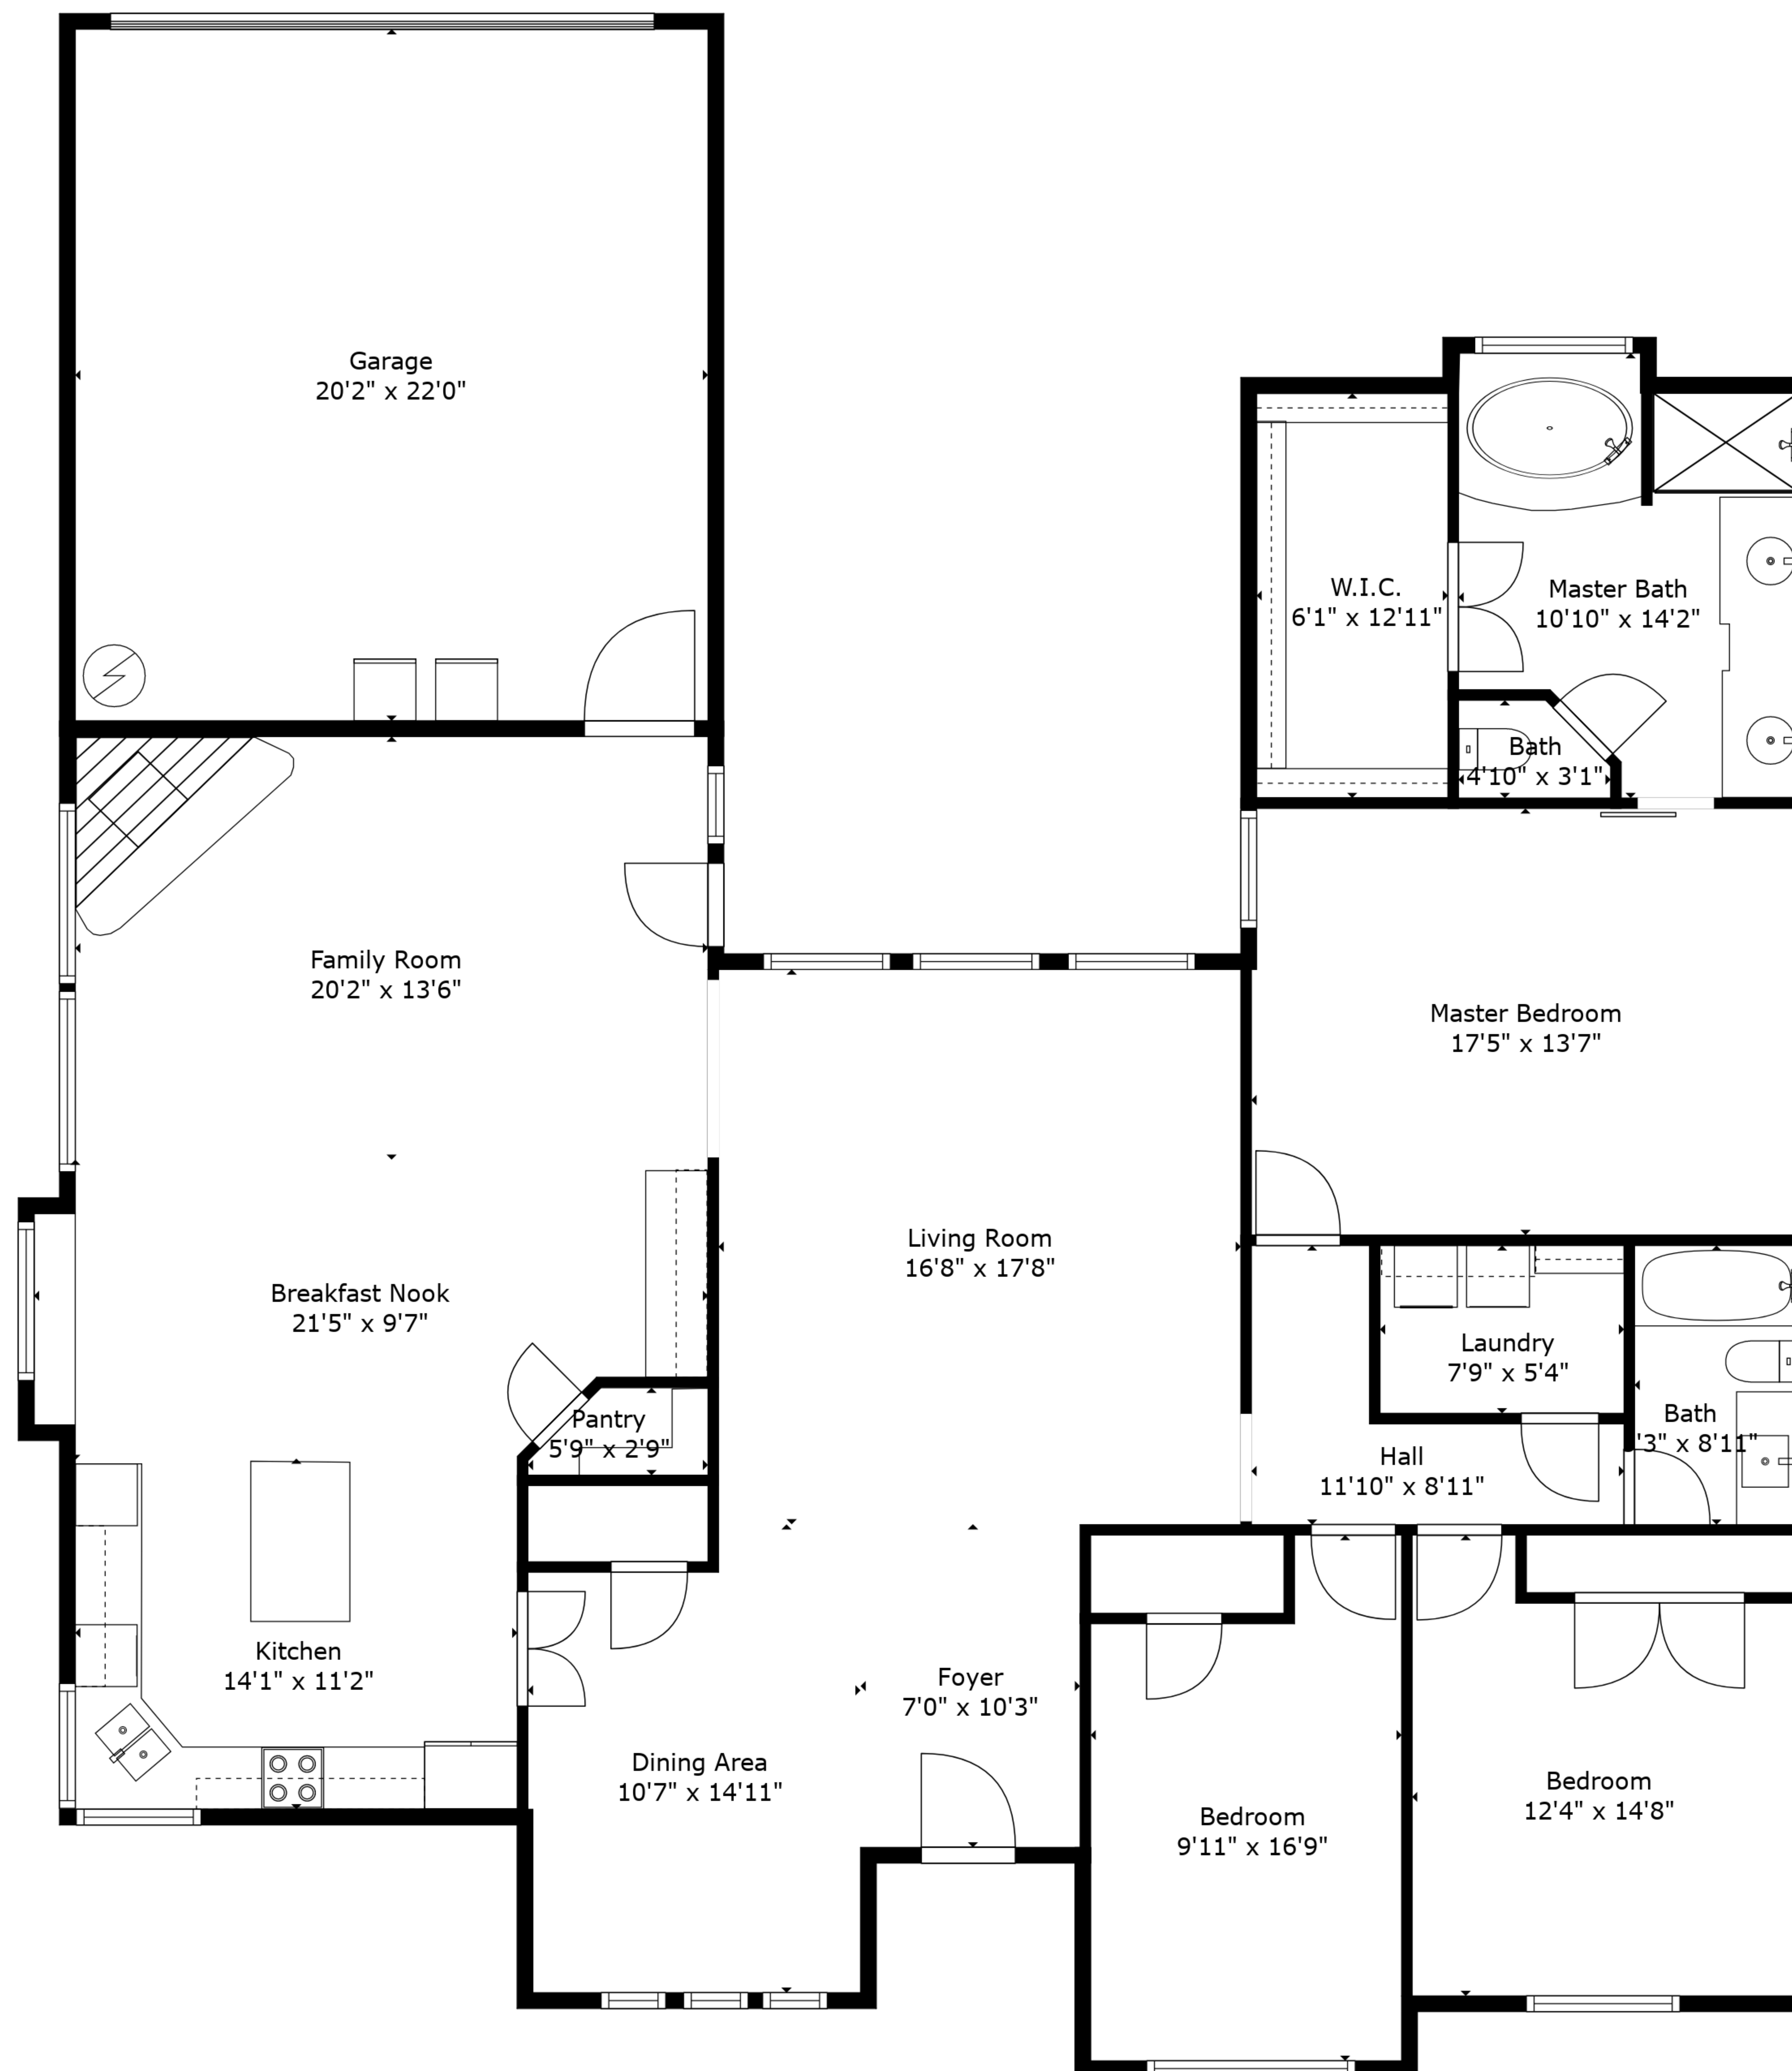 Garage
20'2" x 22'0"
W.I.C.
6'1" x 12'11"
Master Bath
10'10" x 14'2"
Bath
4'10" x 3'1"
Family Room
20'2" x 13'6"
Master Bedroom
17'5" x 13'7"
Living Room
16'8" x 17'8"
Breakfast Nook
21'5" x 9'7"
Laundry
7'9" x 5'4"
Pantry
5'9" x 2'9"
Bath
'3" x 8'11"
Hall
11'10" x 8'11"
Kitchen
14'1" x 11'2"
Foyer
7'0" x 10'3"
Dining Area
10'7" x 14'11"
Bedroom
9'11" x 16'9"
Bedroom
12'4" x 14'8"